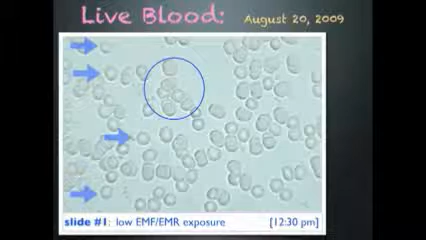 Live Blood: August 20, 2009
slide #1: low EMF/EMR exposure [12:30 pm]